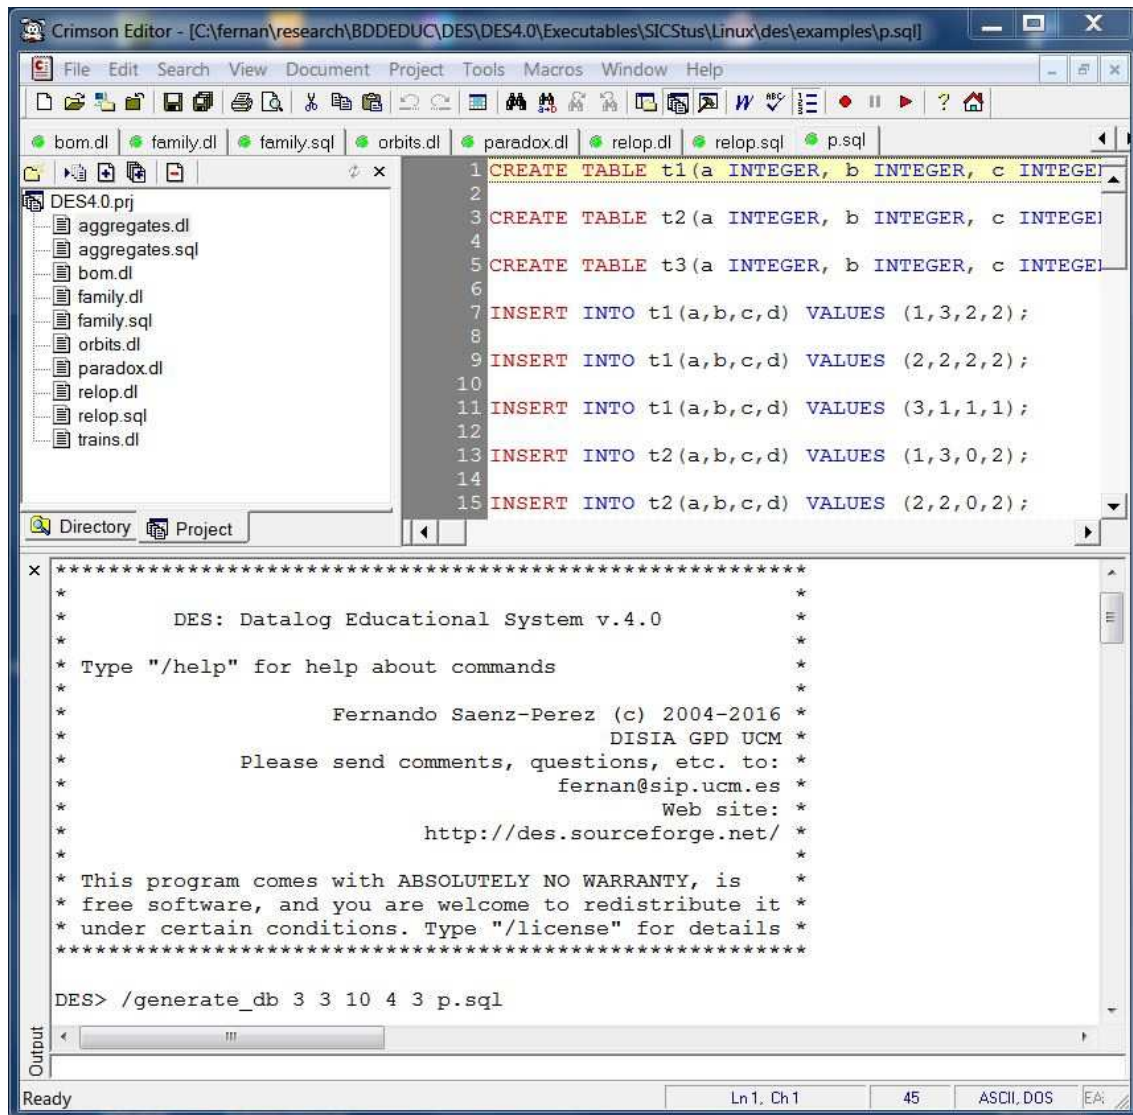 Crimson Editor - [C:\fernan\research\BDDEDUC\DES\DES4.0\Executables\SICStus\Linux\des\examples\p.sql]
File Edit Search View Document Project Tools Macros Window Help
bom.dl family.dl family.sql orbits.dl paradox.dl relop.dl relop.sql p.sql
DES4.0.prj
aggregates.dl
aggregates.sql
bom.dl
family.dl
family.sql
orbits.dl
paradox.dl
relop.dl
relop.sql
trains.dl
Directory Project
1 CREATE TABLE t1(a INTEGER, b INTEGER, c INTEGE
2
3 CREATE TABLE t2(a INTEGER, b INTEGER, c INTEGE
4
5 CREATE TABLE t3(a INTEGER, b INTEGER, c INTEGE
6
7 INSERT INTO t1(a,b,c,d) VALUES (1,3,2,2);
8
9 INSERT INTO t1(a,b,c,d) VALUES (2,2,2,2);
10
11 INSERT INTO t1(a,b,c,d) VALUES (3,1,1,1);
12
13 INSERT INTO t2(a,b,c,d) VALUES (1,3,0,2);
14
15 INSERT INTO t2(a,b,c,d) VALUES (2,2,0,2);
*********************************************************
* *
* DES: Datalog Educational System v.4.0 *
* *
* Type "/help" for help about commands *
* *
* Fernando Saenz-Perez (c) 2004-2016 *
* DISIA GPD UCM *
* Please send comments, questions, etc. to: *
* fernan@sip.ucm.es *
* Web site: *
* http://des.sourceforge.net/ *
* *
* This program comes with ABSOLUTELY NO WARRANTY, is *
* free software, and you are welcome to redistribute it *
* under certain conditions. Type "/license" for details *
*********************************************************
DES> /generate_db 3 3 10 4 3 p.sql
Output
Ready Ln 1, Ch 1 45 ASCII, DOS